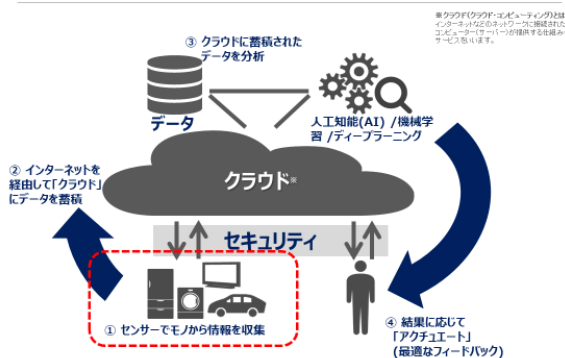 ※クラウド(クラウド・コンピューティング)とは
インターネットなどのネットワークに接続された
コンピューター(サーバー)が提供する仕組み
サービスをいいます。
③ クラウドに蓄積された
データを分析
データ
人工知能(AI) /機械学
習 /ディープラーニング
② インターネットを
経由して「クラウド」
にデータを蓄積
クラウド※
セキュリティ
① センサーでモノから情報を収集
④ 結果に応じて
「アクチュエート」
(最適なフィードバック)